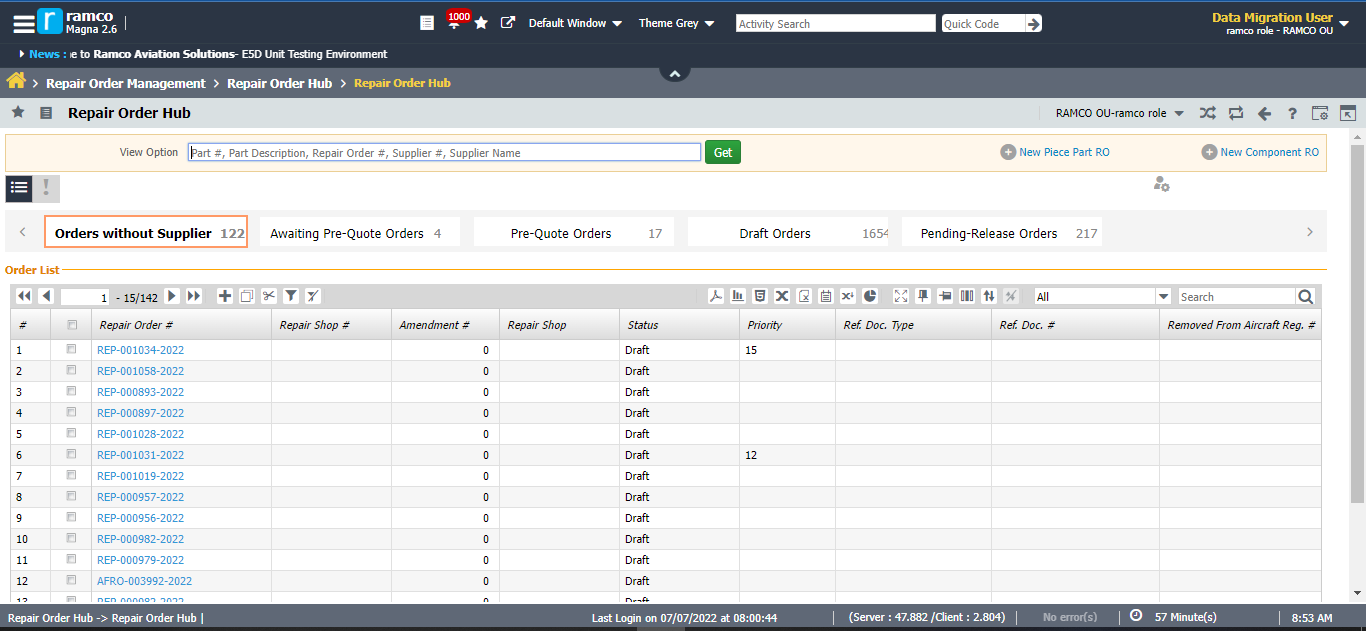 ramco
Magna 2.6
1000
Default Window
Theme Grey
Activity Search
Quick Code
Data Migration User
ramco role - RAMCO OU
News : e to Ramco Aviation Solutions- E5D Unit Testing Environment
Repair Order Management > Repair Order Hub > Repair Order Hub
Repair Order Hub
RAMCO OU-ramco role
View Option
Part #, Part Description, Repair Order #, Supplier #, Supplier Name
Get
New Piece Part RO
New Component RO
Orders without Supplier 122
Awaiting Pre-Quote Orders 4
Pre-Quote Orders 17
Draft Orders 1654
Pending-Release Orders 217
Order List
1 - 15/142
All
Search
# Repair Order # Repair Shop # Amendment # Repair Shop Status Priority Ref. Doc. Type Ref. Doc. # Removed From Aircraft Reg. #
1 REP-001034-2022 0 Draft 15
2 REP-001058-2022 0 Draft
3 REP-000893-2022 0 Draft
4 REP-000897-2022 0 Draft
5 REP-001028-2022 0 Draft
6 REP-001031-2022 0 Draft 12
7 REP-001019-2022 0 Draft
8 REP-000957-2022 0 Draft
9 REP-000956-2022 0 Draft
10 REP-000982-2022 0 Draft
11 REP-000979-2022 0 Draft
12 AFRO-003992-2022 0 Draft
13 0 Draft
Repair Order Hub -> Repair Order Hub |
Last Login on 07/07/2022 at 08:00:44
(Server : 47.882 /Client : 2.804)
No error(s)
57 Minute(s)
8:53 AM